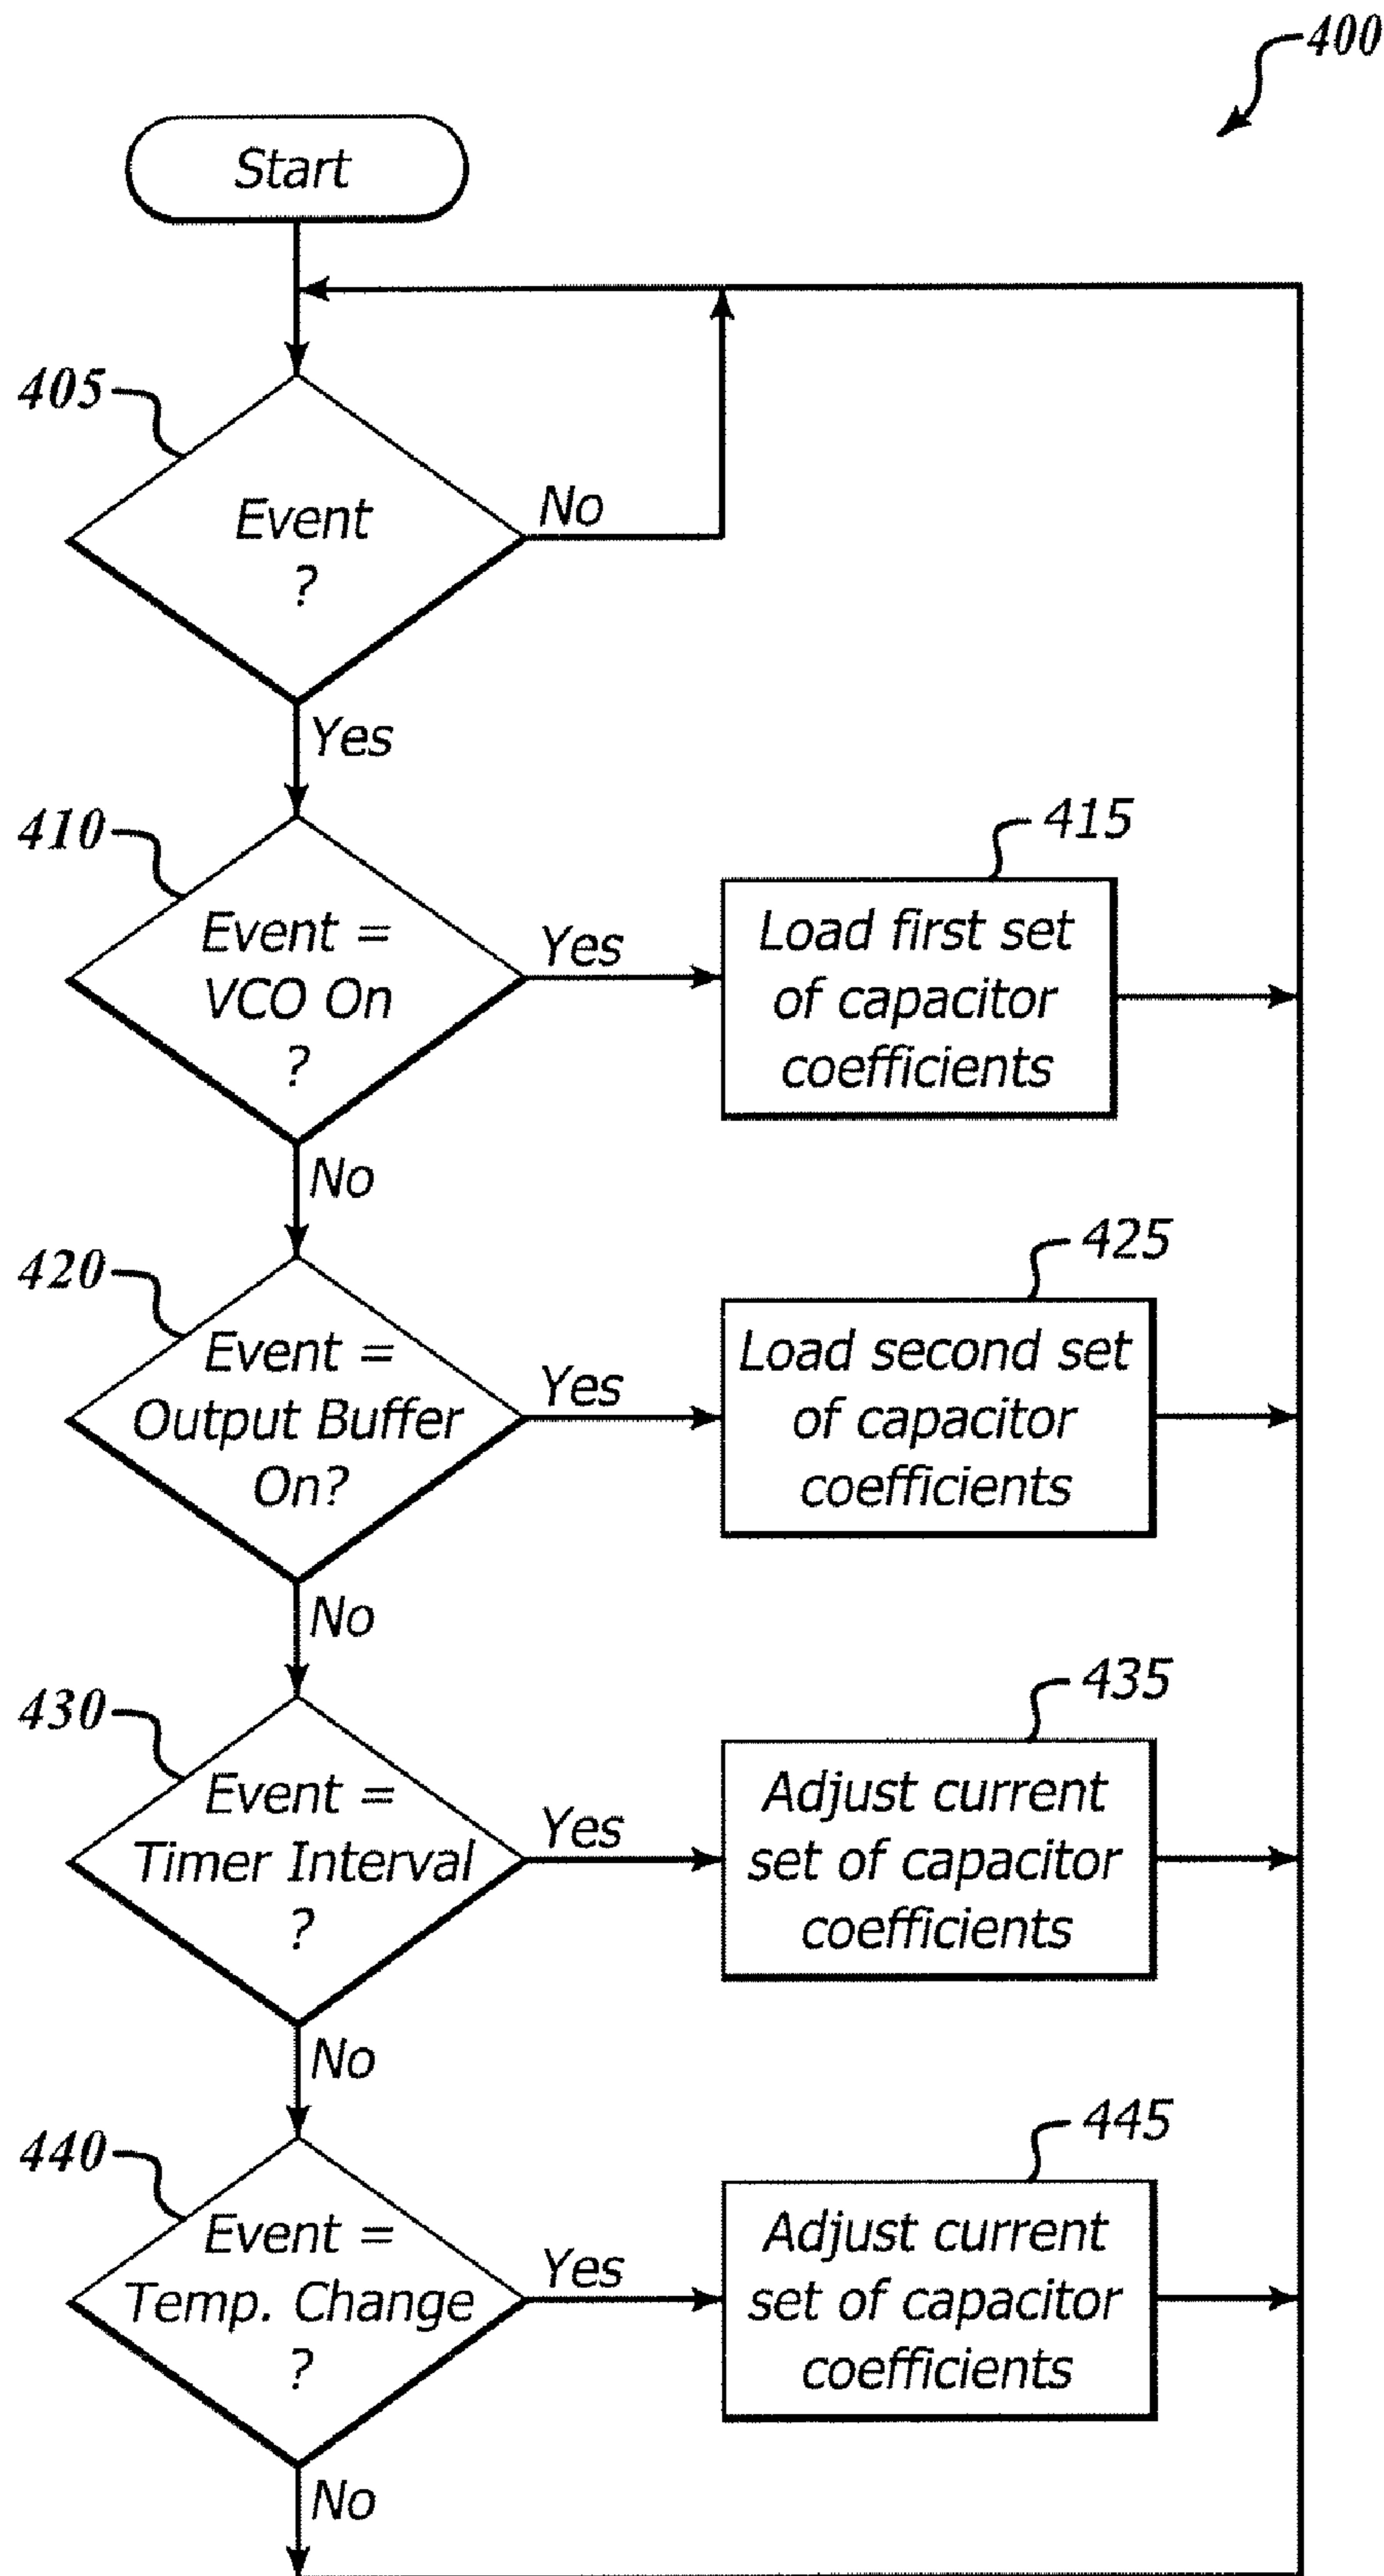 400
Start
405
Event
?
No
Yes
410
Event =
VCO On
?
Yes
415
Load first set
of capacitor
coefficients
No
420
Event =
Output Buffer
On?
Yes
425
Load second set
of capacitor
coefficients
No
430
Event =
Timer Interval
?
Yes
435
Adjust current
set of capacitor
coefficients
No
440
Event =
Temp. Change
?
Yes
445
Adjust current
set of capacitor
coefficients
No